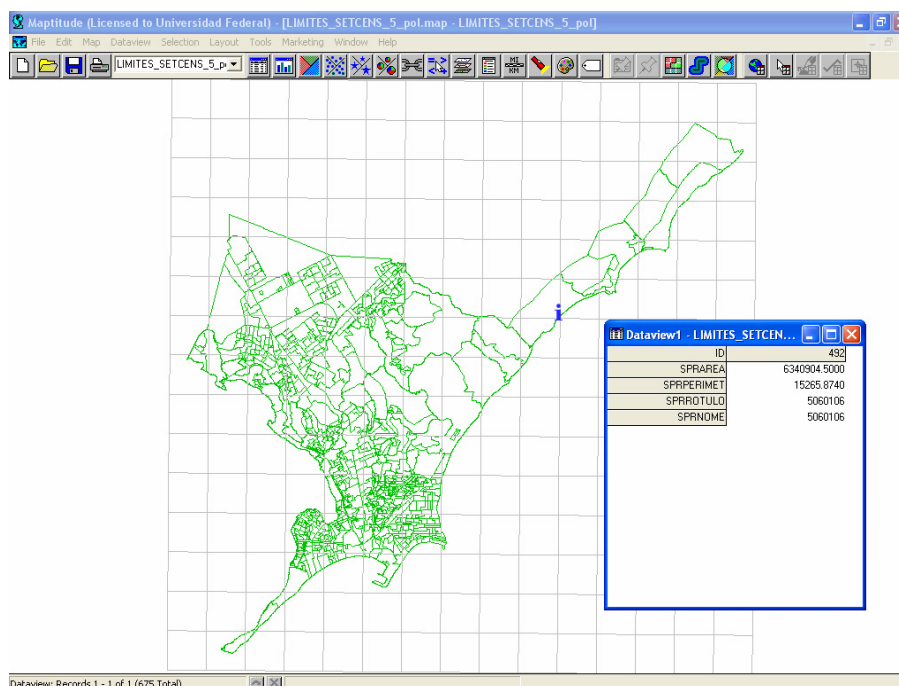 Maptitude (Licensed to Universidad Federal) - [LIMITES_SETCENS_5_pol.map - LIMITES_SETCENS_5_pol]
File Edit Map Dataview Selection Layout Tools Marketing Window Help
LIMITES_SETCENS_5_p
MI
KM
i
Dataview1 - LIMITES_SETCEN...
ID 492
SPRAREA 6340904.5000
SPRPERIMET 15265.8740
SPRROTULO 5060106
SPRNOME 5060106
Dataview: Records 1 - 1 of 1 (675 Total)